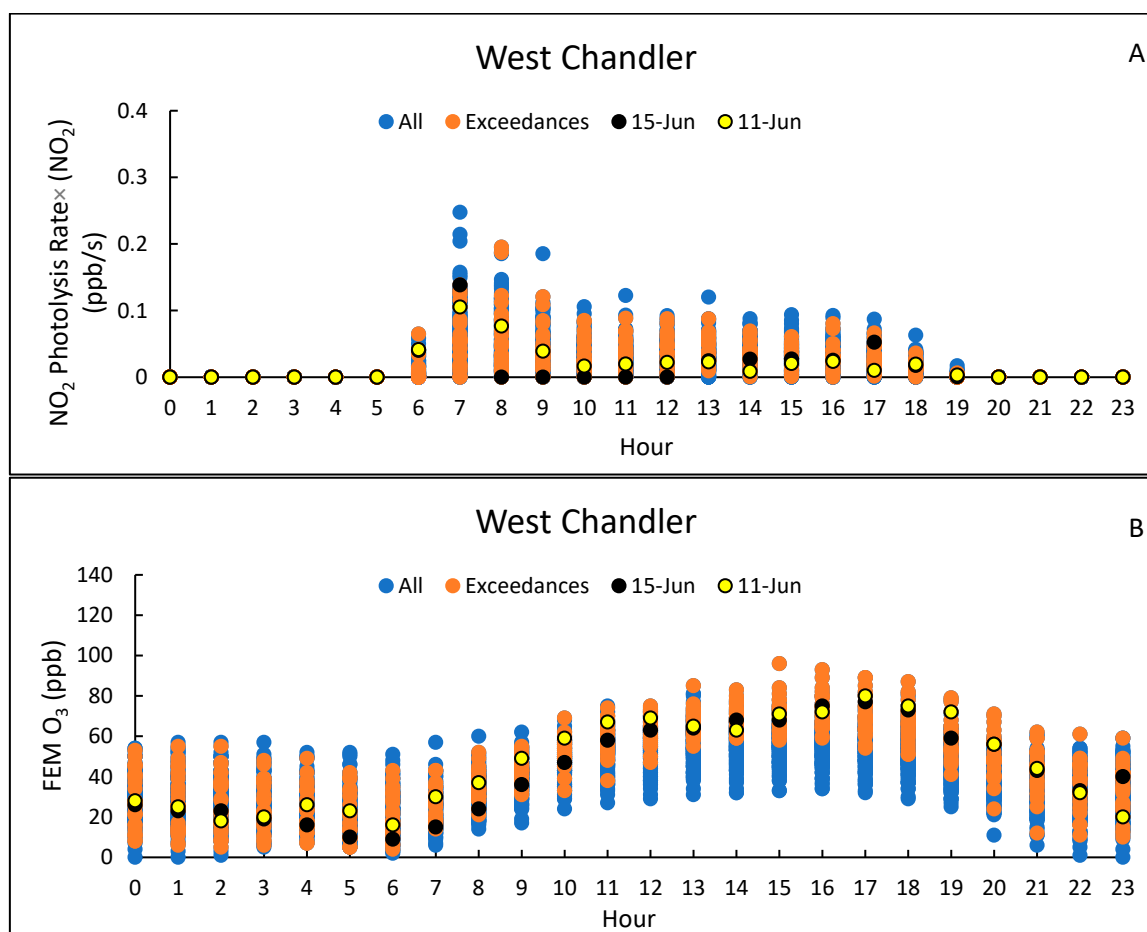 West Chandler
A
All Exceedances 15-Jun 11-Jun
NO2 Photolysis Rate× (NO2)
(ppb/s)
0.4
0.3
0.2
0.1
0
0 1 2 3 4 5 6 7 8 9 10 11 12 13 14 15 16 17 18 19 20 21 22 23
Hour
West Chandler
B
All Exceedances 15-Jun 11-Jun
FEM O3 (ppb)
140
120
100
80
60
40
20
0
0 1 2 3 4 5 6 7 8 9 10 11 12 13 14 15 16 17 18 19 20 21 22 23
Hour